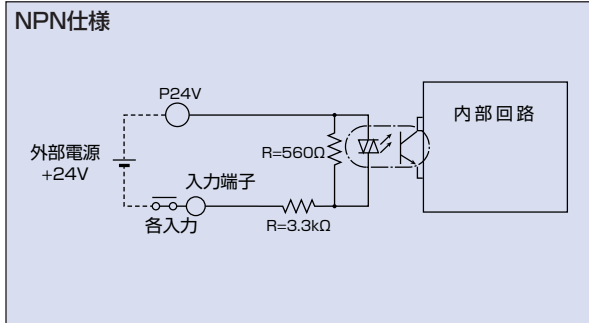 NPN仕様
P24V
内部回路
外部電源
+24V
R=560Ω
入力端子
各入力
R=3.3kΩ